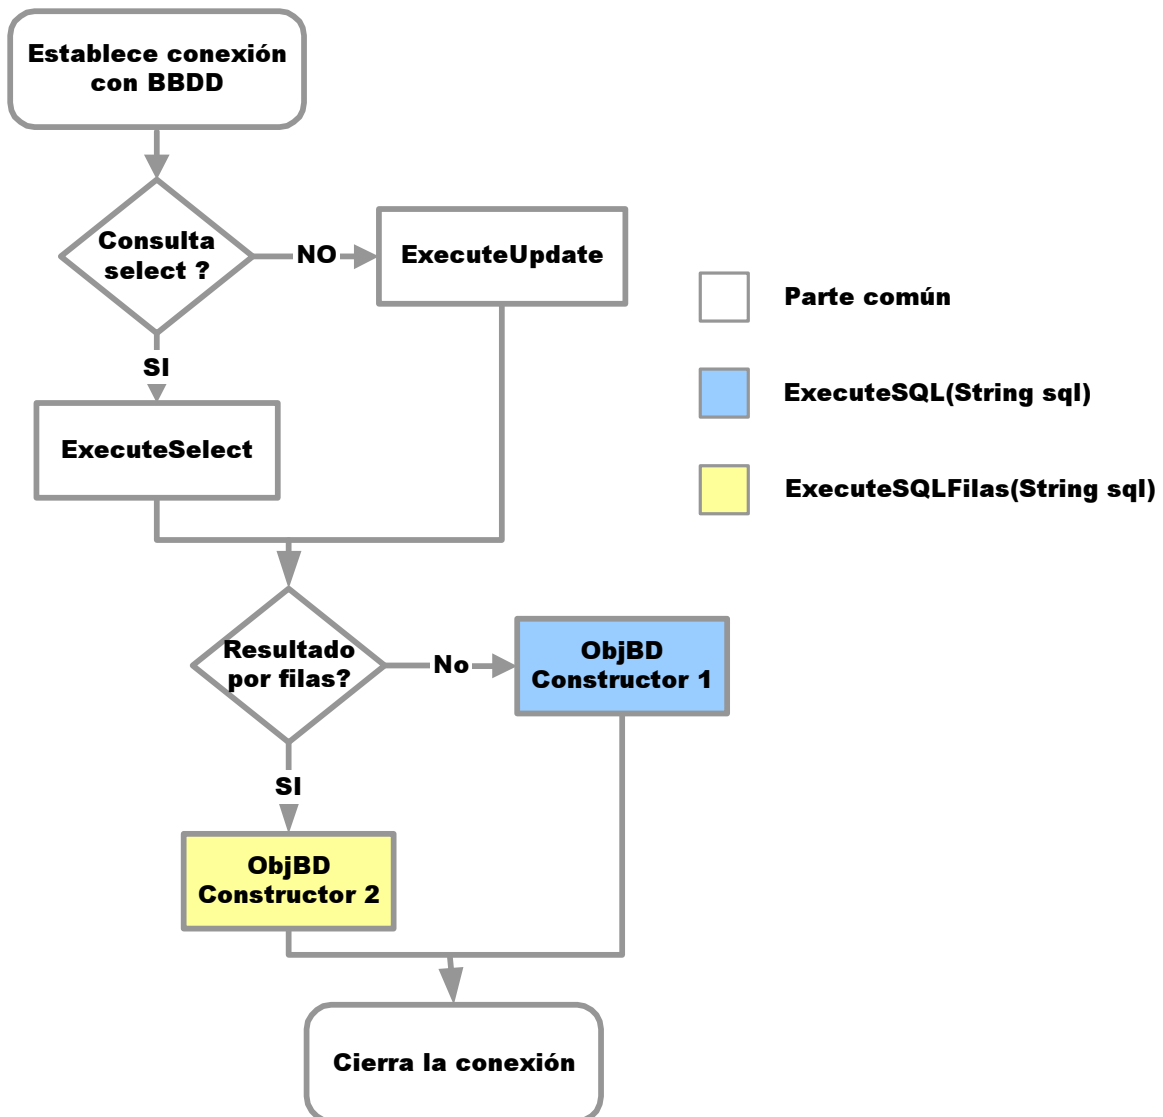 Establece conexión
con BBDD
Consulta
select ?
NO
ExecuteUpdate
SI
ExecuteSelect
Parte común
ExecuteSQL(String sql)
ExecuteSQLFilas(String sql)
Resultado
por filas?
No
ObjBD
Constructor 1
SI
ObjBD
Constructor 2
Cierra la conexión